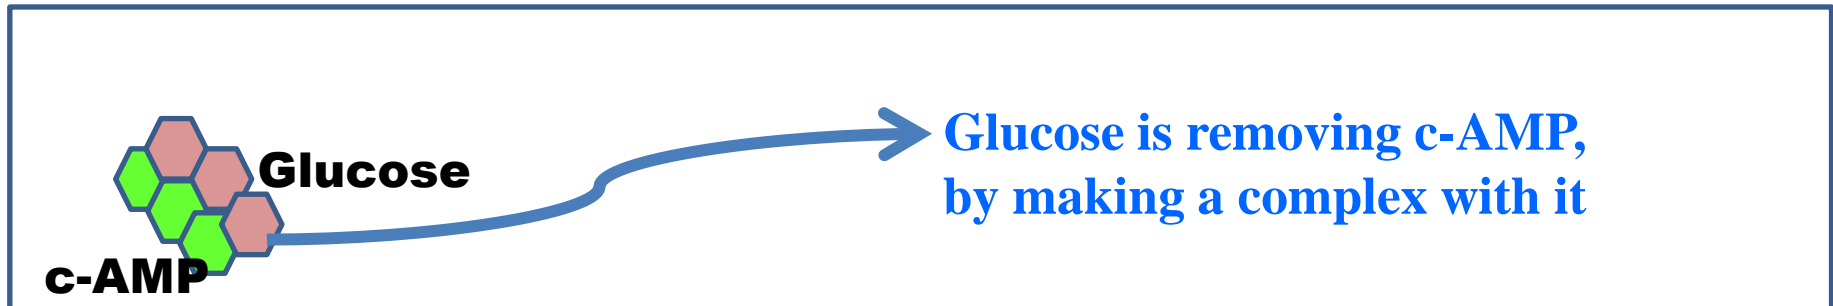 Glucose is removing c-AMP,
by making a complex with it
Glucose
c-AMP